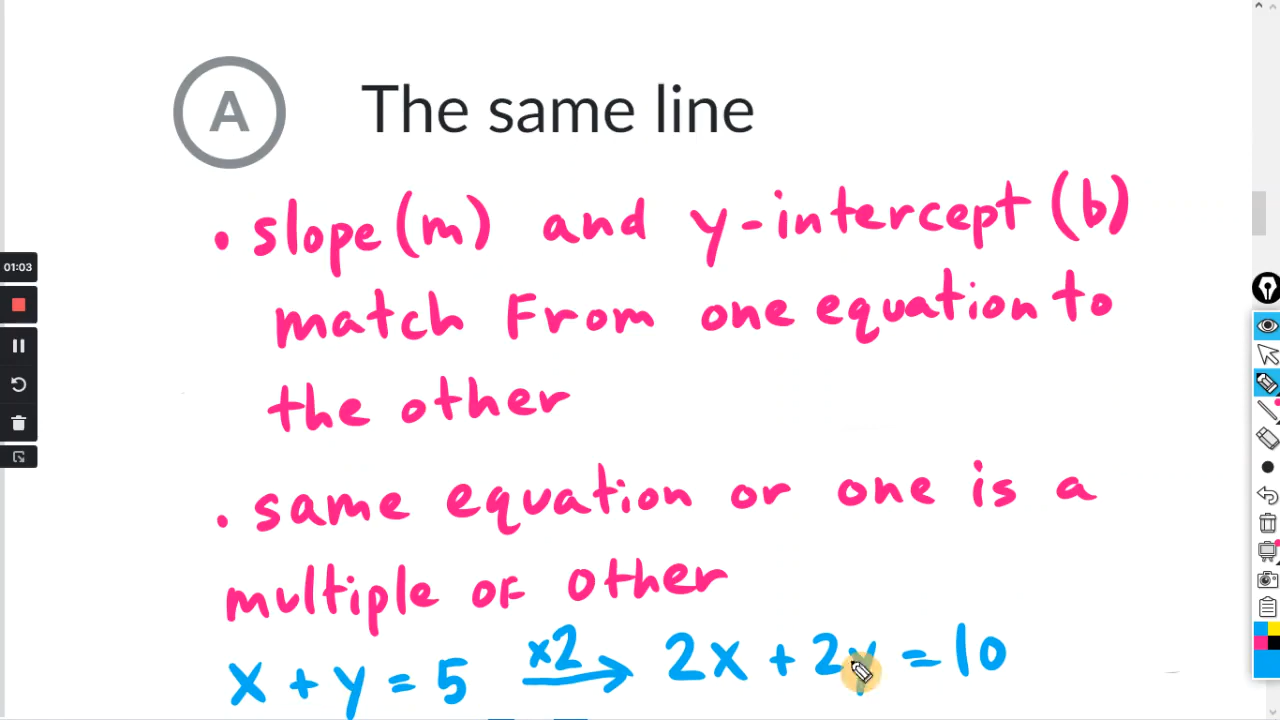 A The same line
• slope (m) and y-intercept (b)
match From one equation to
the other
• same equation or one is a
multiple of other
x + y = 5 x2 → 2x + 2y = 10
01:03